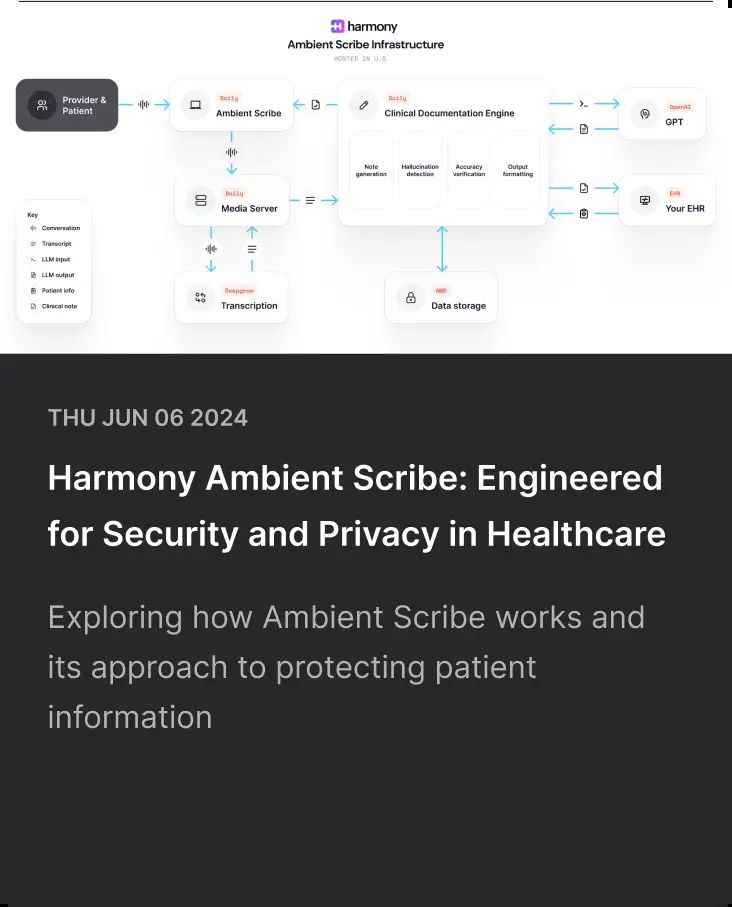 harmony
Ambient Scribe Infrastructure
HOSTED IN U.S.
Provider &
Patient
Daily
Ambient Scribe
Daily
Clinical Documentation Engine
OpenAI
GPT
Note
generation
Hallucination
detection
Accuracy
verification
Output
formatting
Daily
Media Server
EHR
Your EHR
Key
Conversation
Transcript
LLM input
LLM output
Patient info
Clinical note
Deepgram
Transcription
AWS
Data storage
THU JUN 06 2024
Harmony Ambient Scribe: Engineered
for Security and Privacy in Healthcare
Exploring how Ambient Scribe works and
its approach to protecting patient
information